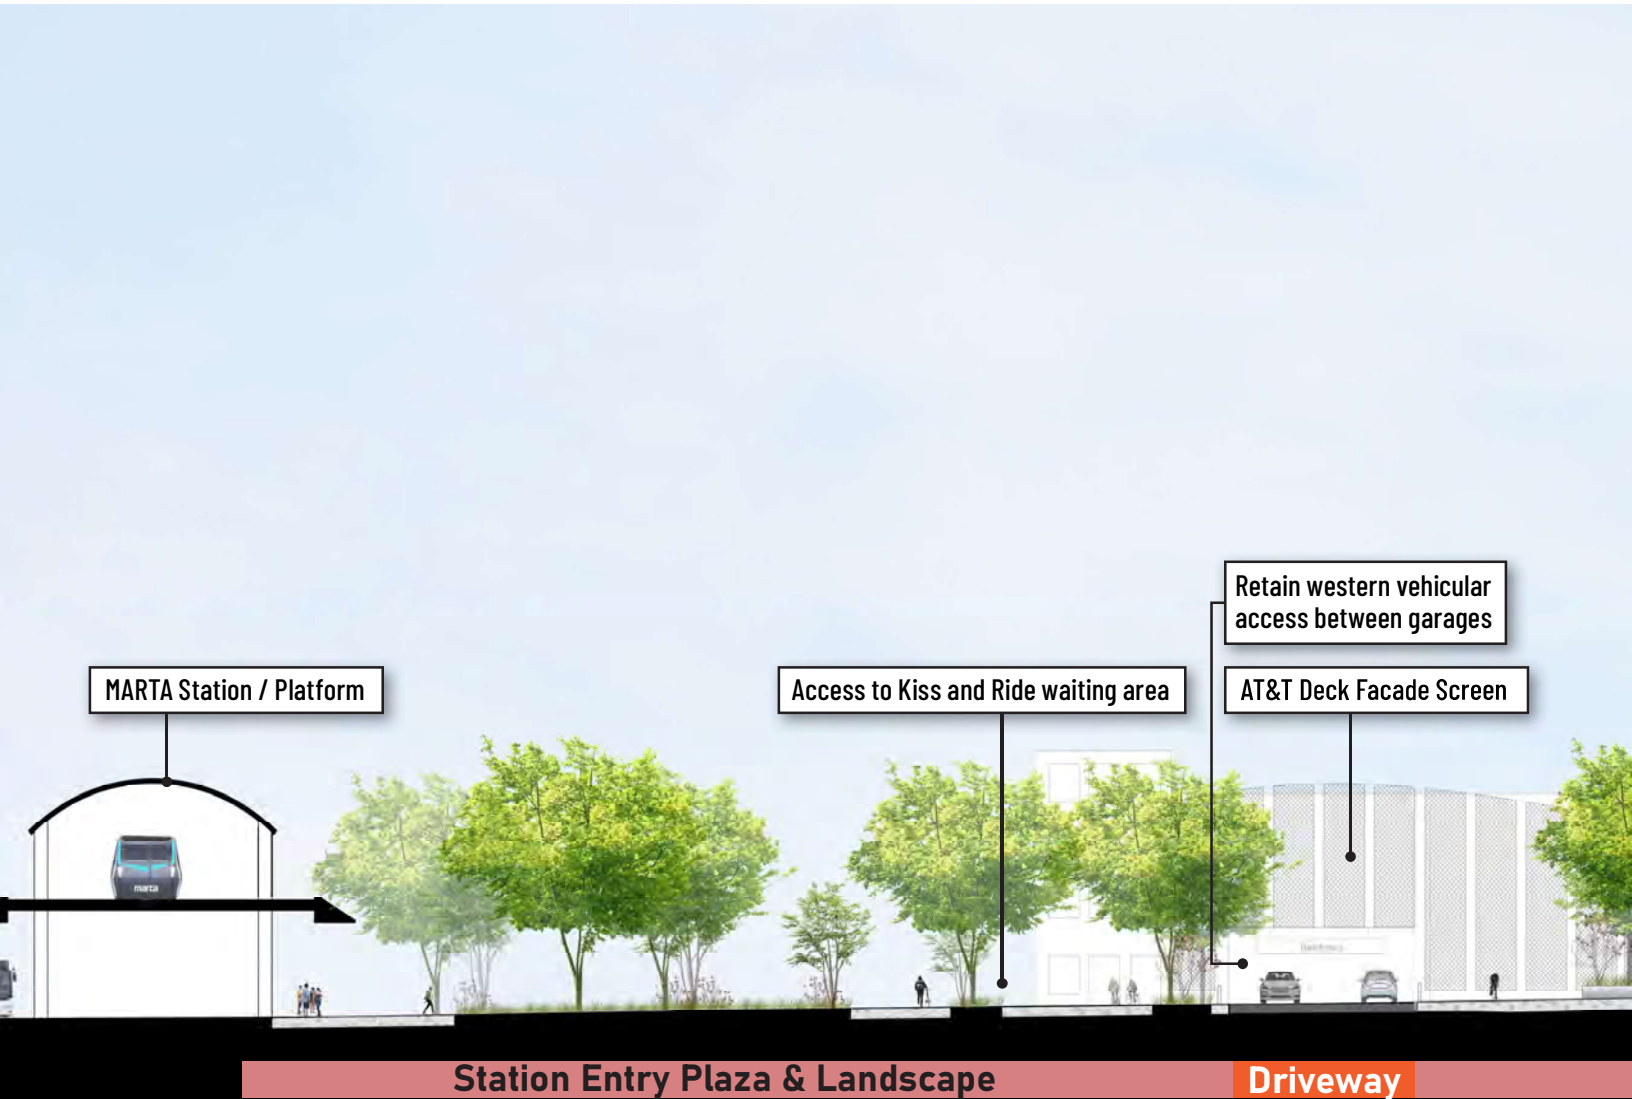 Retain western vehicular
access between garages
MARTA Station / Platform
Access to Kiss and Ride waiting area
AT&T Deck Facade Screen
marta
Station Entry Plaza & Landscape
Driveway